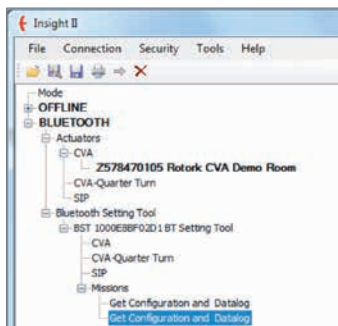 Insight II
File Connection Security Tools Help
Mode
OFFLINE
BLUETOOTH
Actuators
CVA
Z578470105 Rotork CVA Demo Room
CVA-Quarter Turn
SIP
Bluetooth Setting Tool
BST 1000E8BF02D1 BT Setting Tool
CVA
CVA-Quarter Turn
SIP
Missions
Get Configuration and Datalog
Get Configuration and Datalog